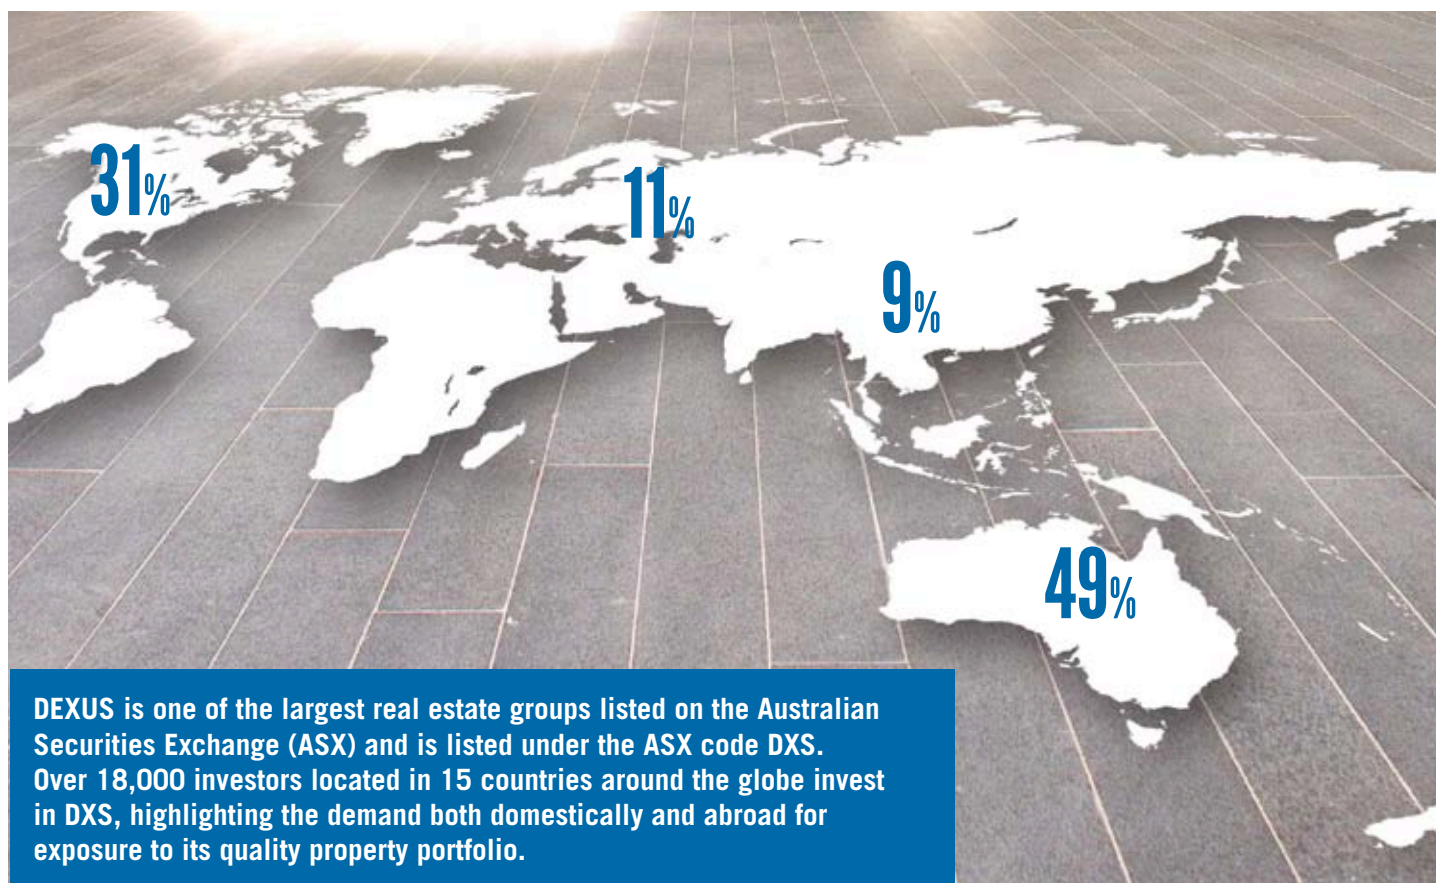 31%
11%
9%
49%
DEXUS is one of the largest real estate groups listed on the Australian
Securities Exchange (ASX) and is listed under the ASX code DXS.
Over 18,000 investors located in 15 countries around the globe invest
in DXS, highlighting the demand both domestically and abroad for
exposure to its quality property portfolio.